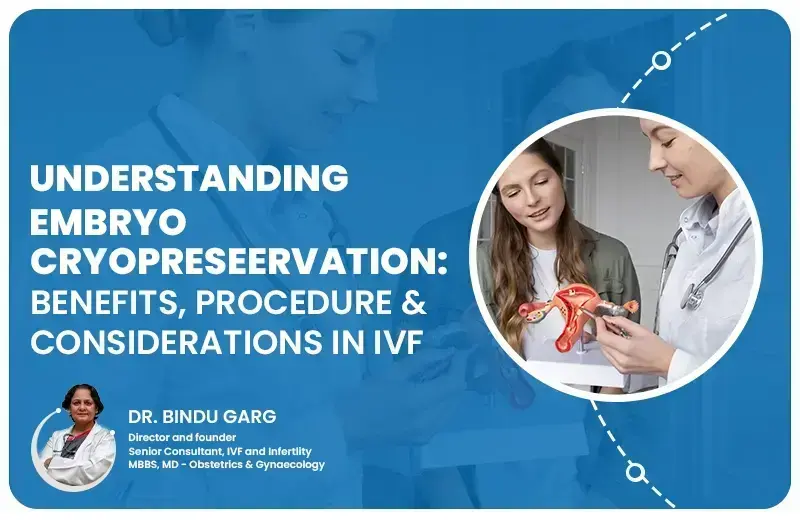 UNDERSTANDING
EMBRYO
CRYOPRESEERVATION:
BENEFITS, PROCEDURE &
CONSIDERATIONS IN IVF
DR. BINDU GARG
Director and founder
Senior Consultant, IVF and Infertlity
MBBS, MD - Obstetrics & Gynaecology